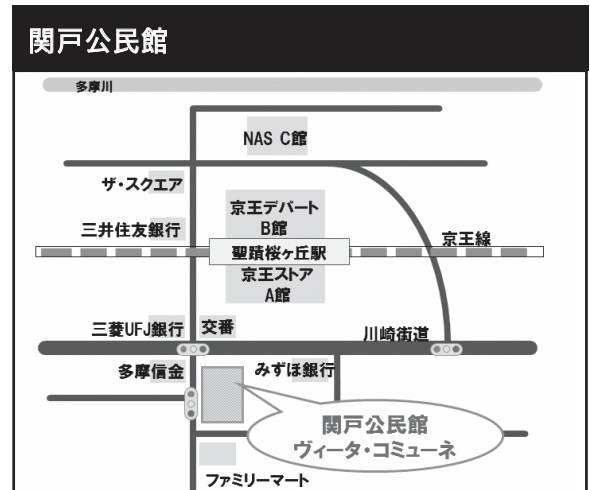 関戸公民館
多摩川
NAS C館
ザ・スクエア
京王デパート
B館
三井住友銀行
京王線
聖蹟桜ヶ丘駅
京王ストア
A館
三菱UFJ銀行
交番
川崎街道
多摩信金
みずほ銀行
関戸公民館
ヴィータ・コミューネ
ファミリーマート